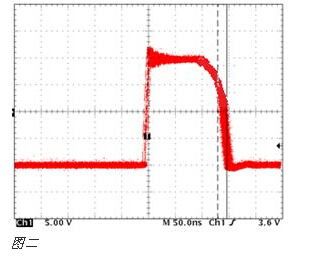 Ch1 5.00 V M 50.0ns Ch1 ƒ 3.6 V
图二